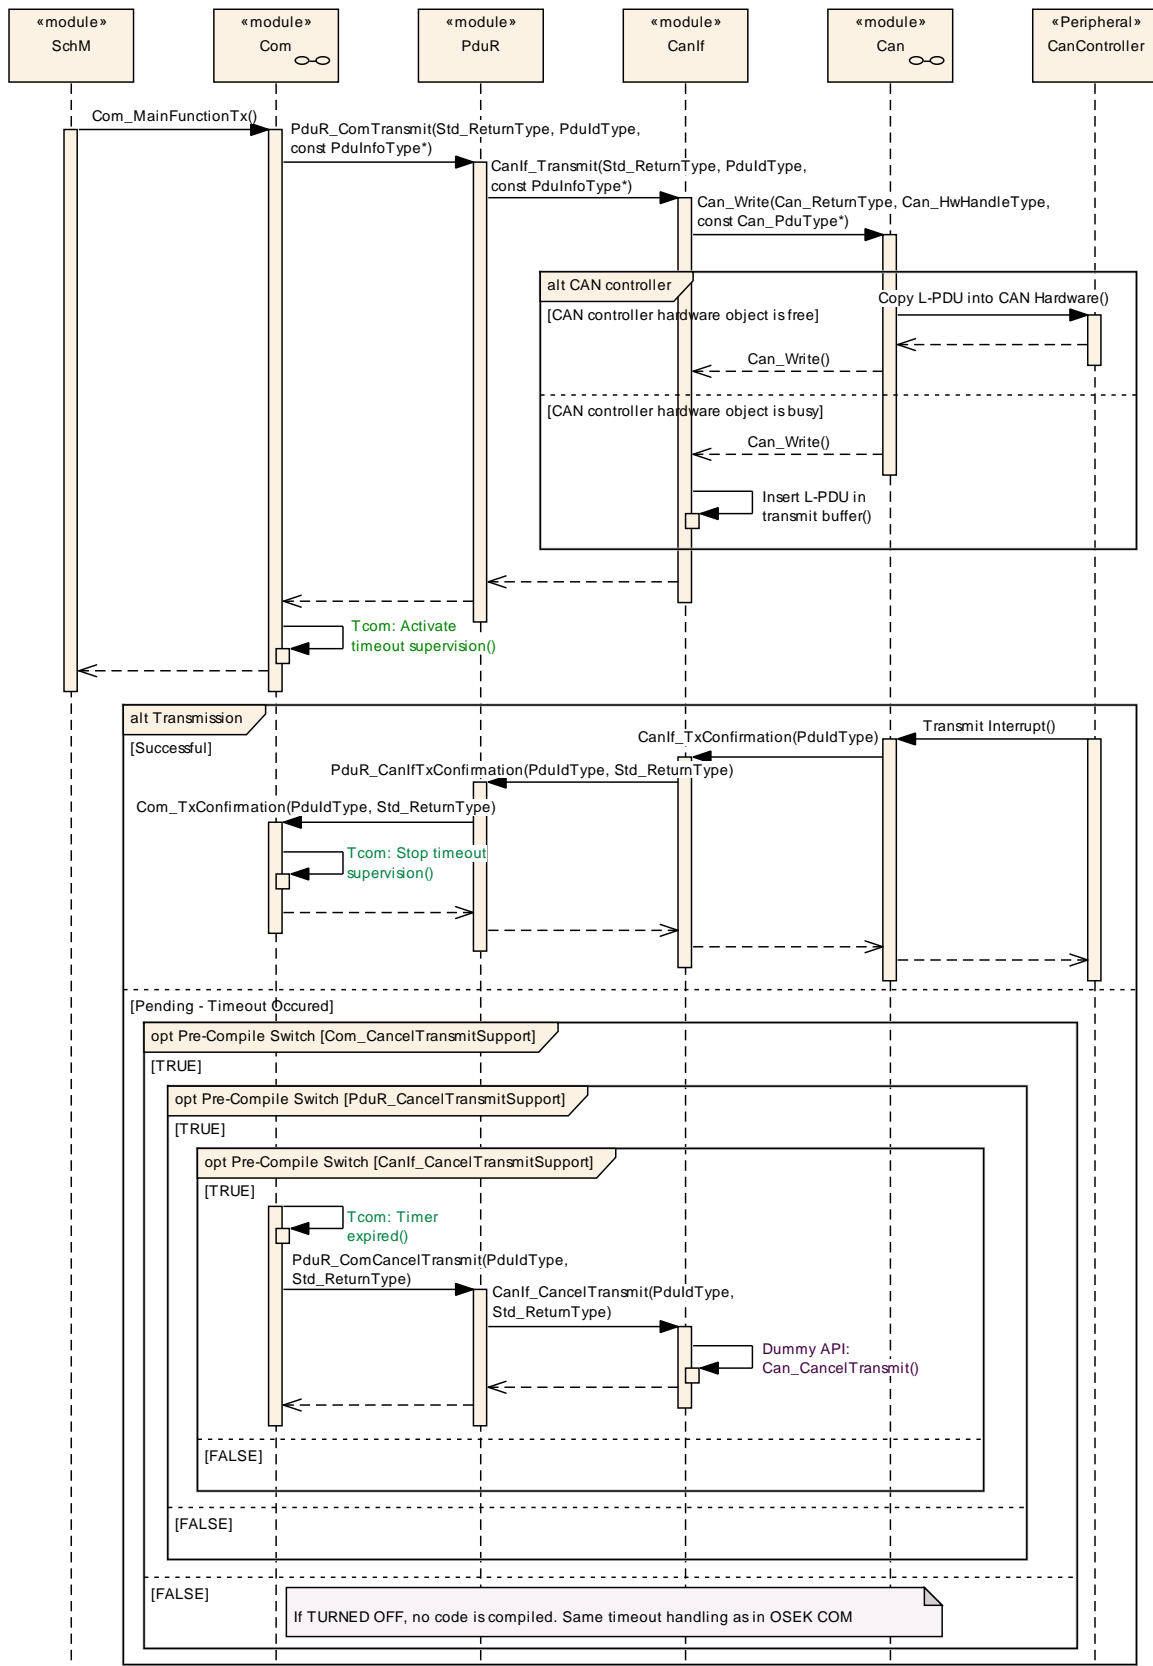 «module»
SchM
«module»
Com
«module»
PduR
«module»
CanIf
«module»
Can
«Peripheral»
CanController
Com_MainFunctionTx()
PduR_ComTransmit(Std_ReturnType, PduIdType,
const PduInfoType*)
CanIf_Transmit(Std_ReturnType, PduIdType,
const PduInfoType*)
Can_Write(Can_ReturnType, Can_HwHandleType,
const Can_PduType*)
alt CAN controller
Copy L-PDU into CAN Hardware()
[CAN controller hardware object is free]
Can_Write()
[CAN controller hardware object is busy]
Can_Write()
Insert L-PDU in
transmit buffer()
Tcom: Activate
timeout supervision()
alt Transmission
[Successful]
Transmit Interrupt()
CanIf_TxConfirmation(PduIdType)
PduR_CanIfTxConfirmation(PduIdType, Std_ReturnType)
Com_TxConfirmation(PduIdType, Std_ReturnType)
Tcom: Stop timeout
supervision()
[Pending - Timeout Occured]
opt Pre-Compile Switch [Com_CancelTransmitSupport]
[TRUE]
opt Pre-Compile Switch [PduR_CancelTransmitSupport]
[TRUE]
opt Pre-Compile Switch [CanIf_CancelTransmitSupport]
[TRUE]
Tcom: Timer
expired()
PduR_ComCancelTransmit(PduIdType,
Std_ReturnType)
CanIf_CancelTransmit(PduIdType,
Std_ReturnType)
Dummy API:
Can_CancelTransmit()
[FALSE]
[FALSE]
[FALSE]
If TURNED OFF, no code is compiled. Same timeout handling as in OSEK COM